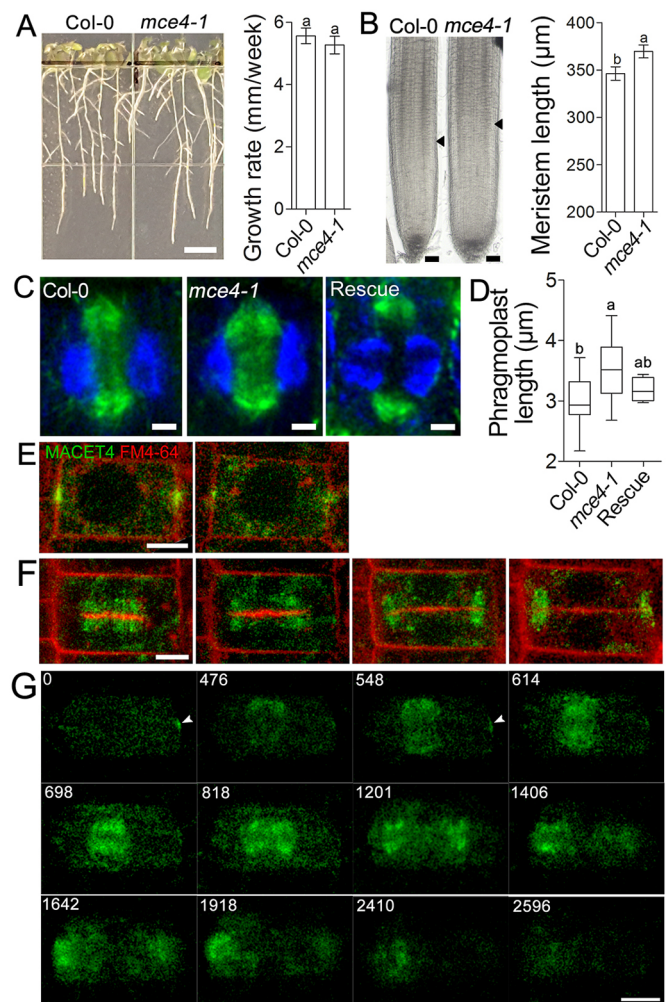 A
Col-0 mce4-1
Growth rate (mm/week)
6
4
2
0
a
a
Col-0
mce4-1
B
Col-0 mce4-1
Meristem length (µm)
400
350
300
250
200
b
a
Col-0
mce4-1
C
Col-0
mce4-1
Rescue
D
Phragmoplast
length (µm)
5
4
3
2
b
a
ab
Col-0
mce4-1
Rescue
E
MACET4 FM4-64
F
G
0
476
548
614
698
818
1201
1406
1642
1918
2410
2596